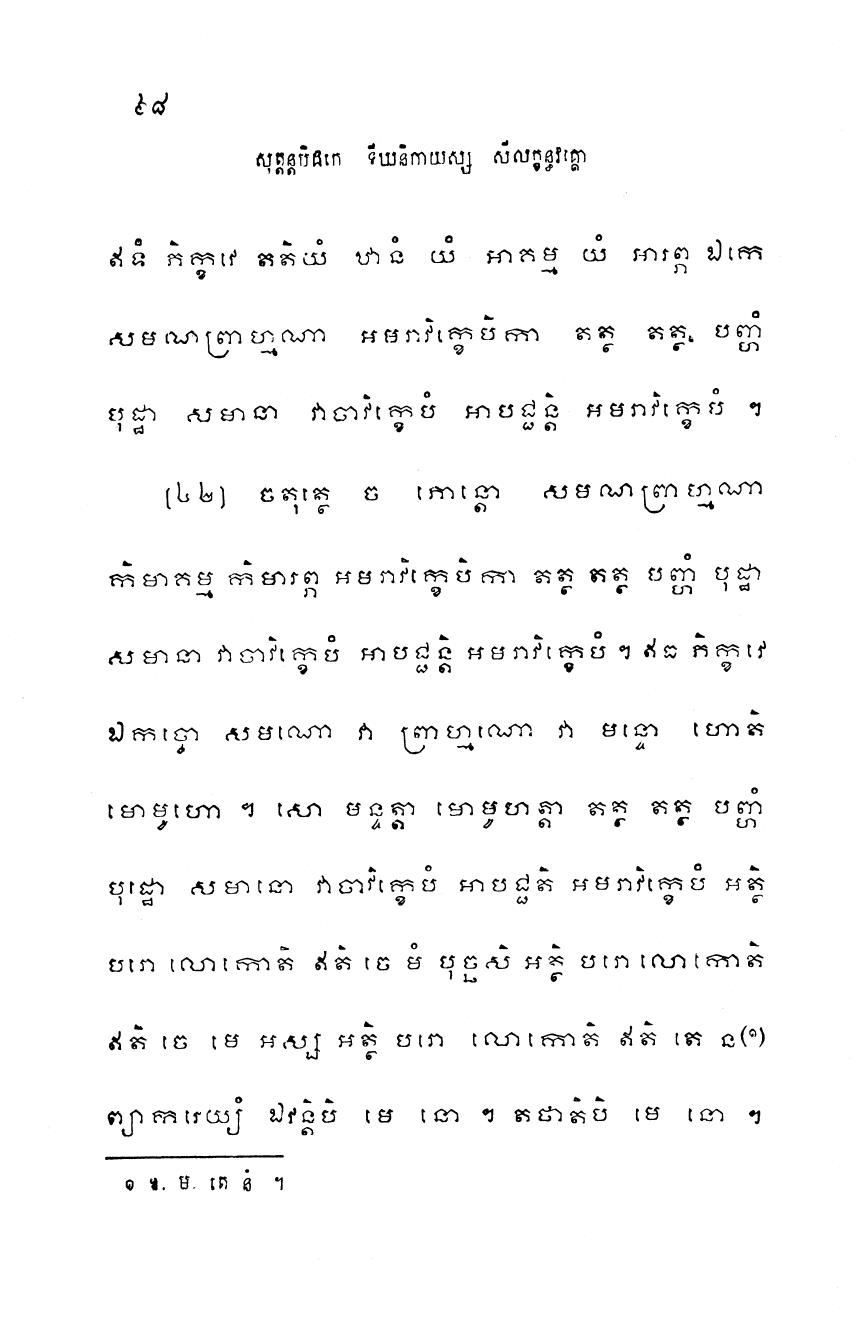 ៩៨
សុត្តន្តបិដកេ ទីឃនិកាយស្ស សីលក្ខន្ធវគ្គោ
ឥទំ ភិក្ខវេ តតិយំ ឋានំ យំ អាគម្ម យំ អារព្ភ ឯកេ
សមណព្រាហ្មណា អមរាវិក្ខេបិកា តត្ថ តត្ថ បញ្ហំ
បុដ្ឋា សមានា វាចាវិក្ខេបំ អាបជ្ជន្តិ អមរាវិក្ខេបំ ។
(៤២) ចតុត្ថេ ច ភោន្តោ សមណព្រាហ្មណា
កិមាគម្ម កិមារព្ភ អមរាវិក្ខេបិកា តត្ថ តត្ថ បញ្ហំ បុដ្ឋា
សមានា វាចាវិក្ខេបំ អាបជ្ជន្តិ អមរាវិក្ខេបំ ។ ឥធ ភិក្ខវេ
ឯកច្ចោ សមណោ វា ព្រាហ្មណោ វា មន្ទោ ហោតិ
មោមូហោ ។ សោ មន្ទត្តា មោមូហត្តា តត្ថ តត្ថ បញ្ហំ
បុដ្ឋោ សមានោ វាចាវិក្ខេបំ អាបជ្ជតិ អមរាវិក្ខេបំ អត្ថិ
បរោ លោកោតិ ឥតិ ចេ មំ បុច្ឆសិ អត្ថិ បរោ លោកោតិ
ឥតិ ចេ មេ អស្ស អត្ថិ បរោ លោកោតិ ឥតិ តេ ន(១)
ព្យាករេយ្យំ ឯវន្តិបិ មេ នោ ។ តថាតិបិ មេ នោ ។
១ ឱ. ម. តេ នំ ។